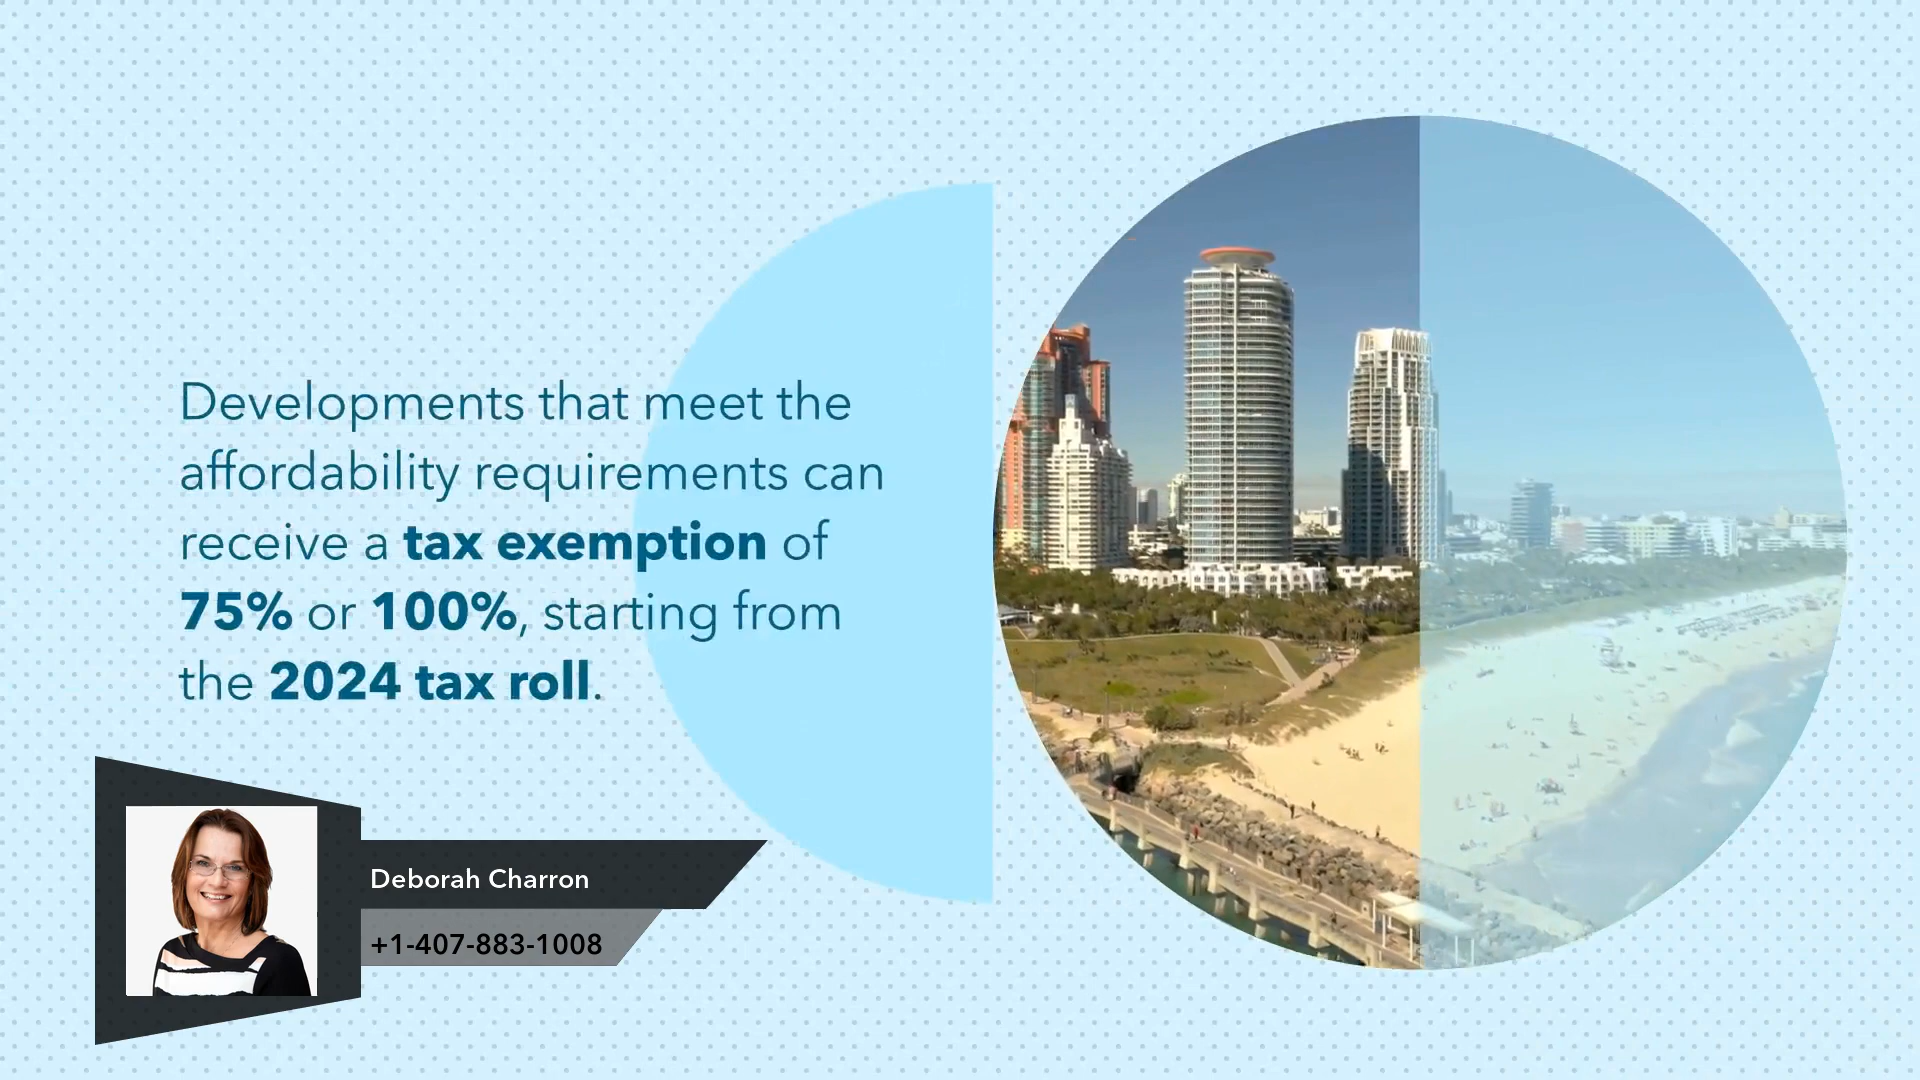 Developments that meet the
affordability requirements can
receive a tax exemption of
75% or 100%, starting from
the 2024 tax roll.
Deborah Charron
+1-407-883-1008